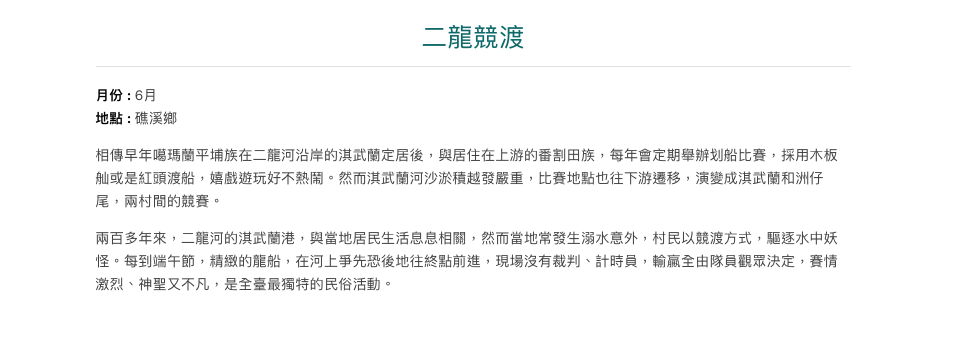 二龍競渡
月份 : 6月
地點 : 礁溪鄉
相傳早年噶瑪蘭平埔族在二龍河沿岸的淇武蘭定居後，與居住在上游的番割田族，每年會定期舉辦划船比賽，採用木板
舢或是紅頭渡船，嬉戲遊玩好不熱鬧。然而淇武蘭河沙淤積越發嚴重，比賽地點也往下游遷移，演變成淇武蘭和洲仔
尾，兩村間的競賽。
兩百多年來，二龍河的淇武蘭港，與當地居民生活息息相關，然而當地常發生溺水意外，村民以競渡方式，驅逐水中妖
怪。每到端午節，精緻的龍船，在河上爭先恐後地往終點前進，現場沒有裁判、計時員，輸贏全由隊員觀眾決定，賽情
激烈、神聖又不凡，是全臺最獨特的民俗活動。